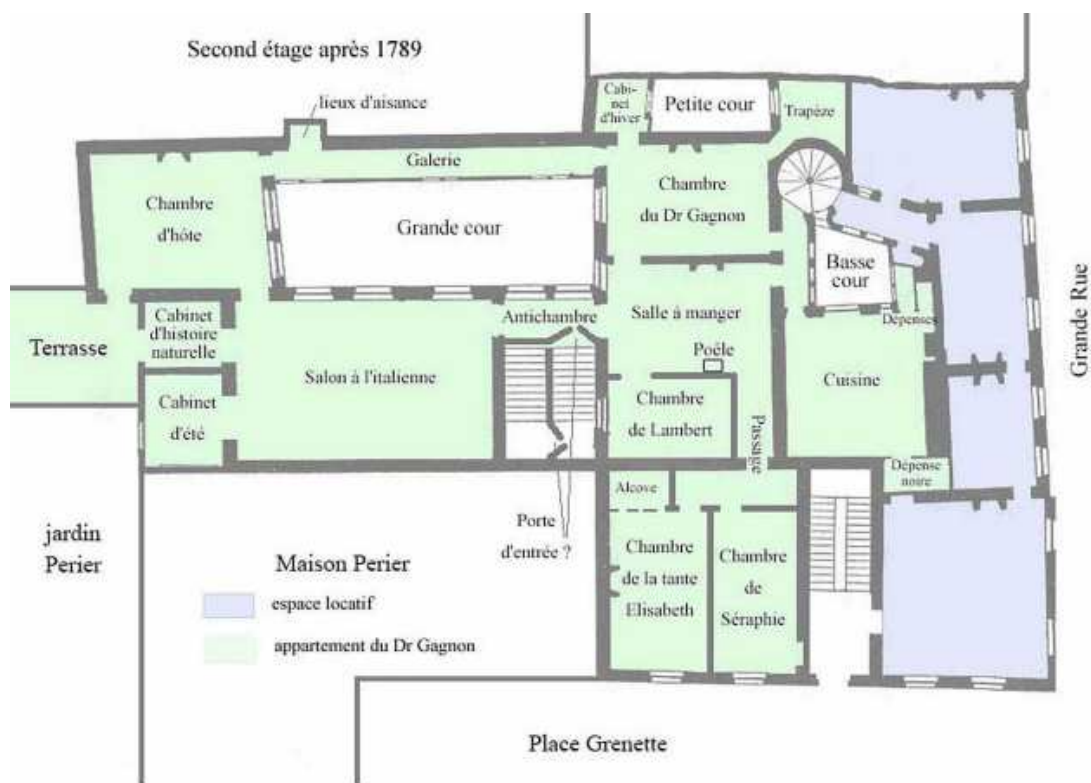 Second étage après 1789
lieux d'aisance
Cabi-
net
d'hiver
Petite cour
Trapèze
Galerie
Chambre
d'hôte
Grande cour
Chambre
du Dr Gagnon
Basse
cour
Grande Rue
Terrasse
Cabinet
d'histoire
naturelle
Antichambre
Salle à manger
Dépenses
Salon à l'italienne
Poêle
Cuisine
Cabinet
d'été
Chambre
de Lambert
Passage
Dépense
noire
Alcove
jardin
Perier
Porte
d'entrée ?
Maison Perier
Chambre
de la tante
Elisabeth
Chambre
de
Séraphie
espace locatif
appartement du Dr Gagnon
Place Grenette